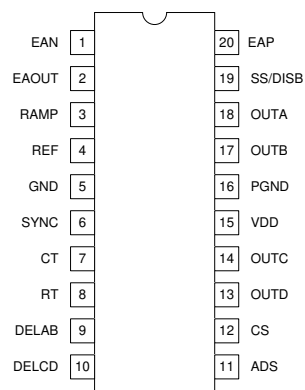 EAN 1 20 EAP
EAOUT 2 19 SS/DISB
RAMP 3 18 OUTA
REF 4 17 OUTB
GND 5 16 PGND
SYNC 6 15 VDD
CT 7 14 OUTC
RT 8 13 OUTD
DELAB 9 12 CS
DELCD 10 11 ADS